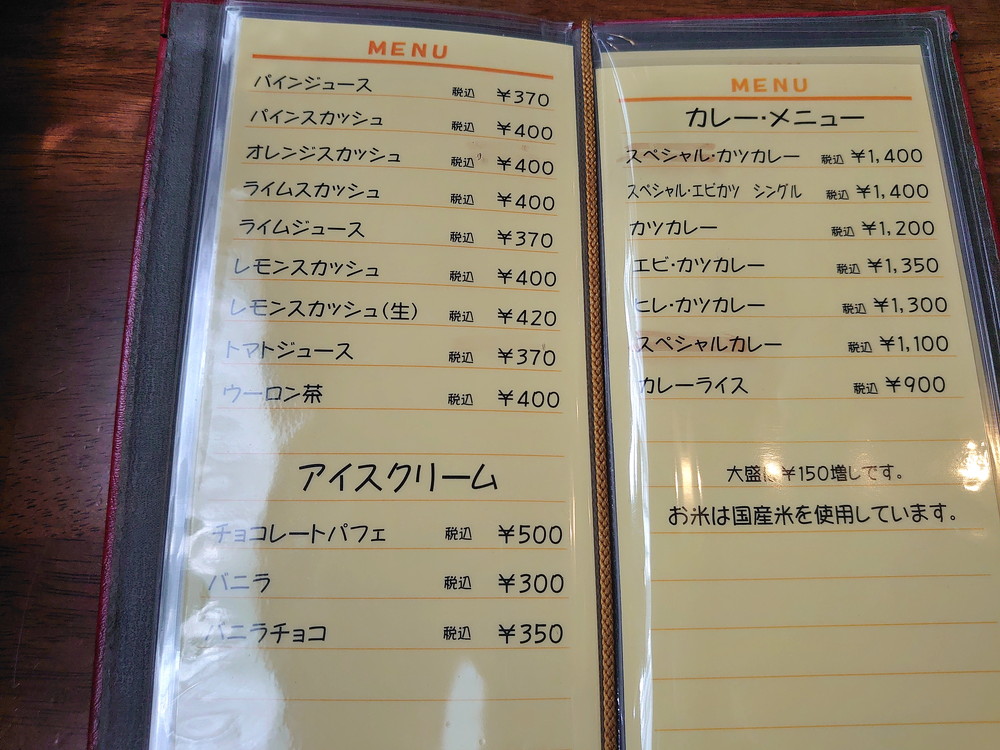 MENU
パインジュース 税込 ¥370
パインスカッシュ 税込 ¥400
オレンジスカッシュ 税込 ¥400
ライムスカッシュ 税込 ¥400
ライムジュース 税込 ¥370
レモンスカッシュ 税込 ¥400
レモンスカッシュ(生) 税込 ¥420
トマトジュース 税込 ¥370
ウーロン茶 税込 ¥400
アイスクリーム
チョコレートパフェ 税込 ¥500
バニラ 税込 ¥300
バニラチョコ 税込 ¥350
MENU
カレー・メニュー
スペシャル・カツカレー 税込 ¥1,400
スペシャル・エビカツ シングル 税込 ¥1,400
カツカレー 税込 ¥1,200
エビ・カツカレー 税込 ¥1,350
ヒレ・カツカレー 税込 ¥1,300
スペシャルカレー 税込 ¥1,100
カレーライス 税込 ¥900
大盛は¥150増しです。
お米は国産米を使用しています。